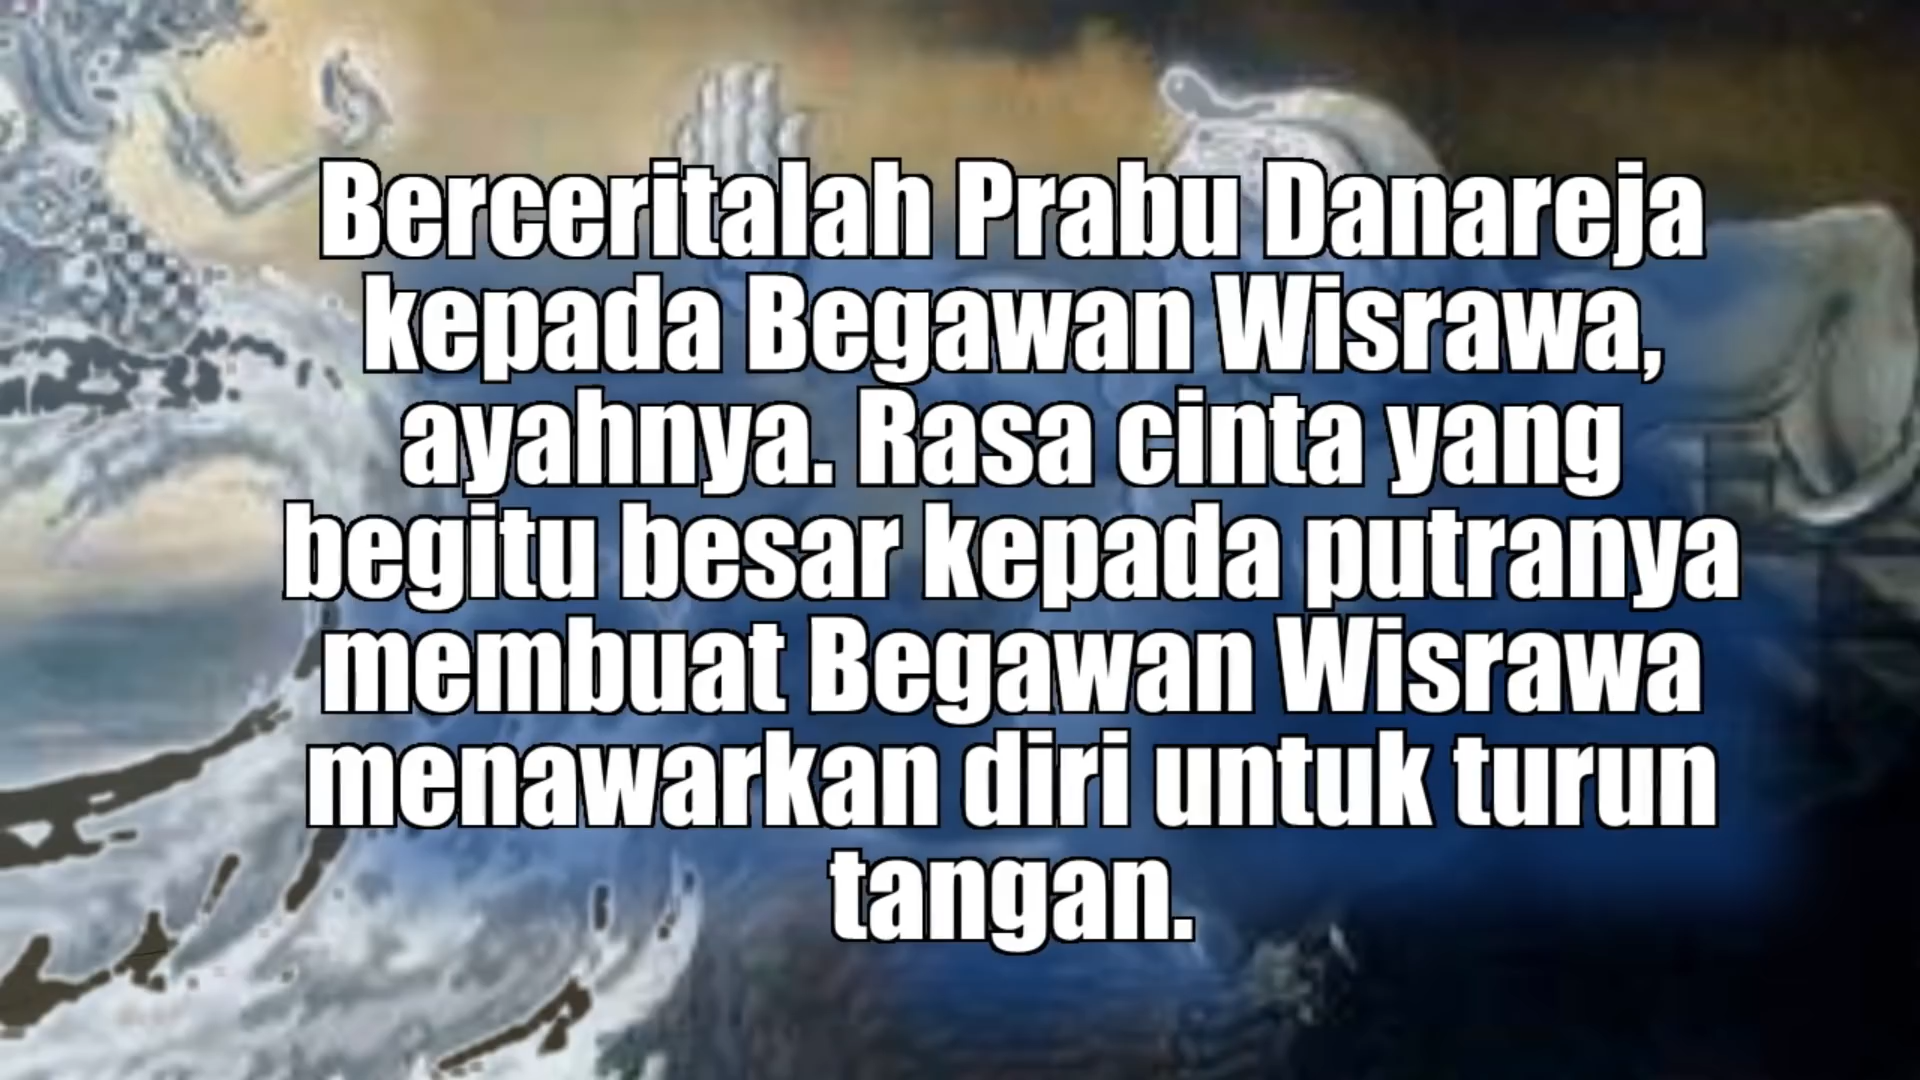 Berceritalah Prabu Danareja
kepada Begawan Wisrawa,
ayahnya. Rasa cinta yang
begitu besar kepada putranya
membuat Begawan Wisrawa
menawarkan diri untuk turun
tangan.